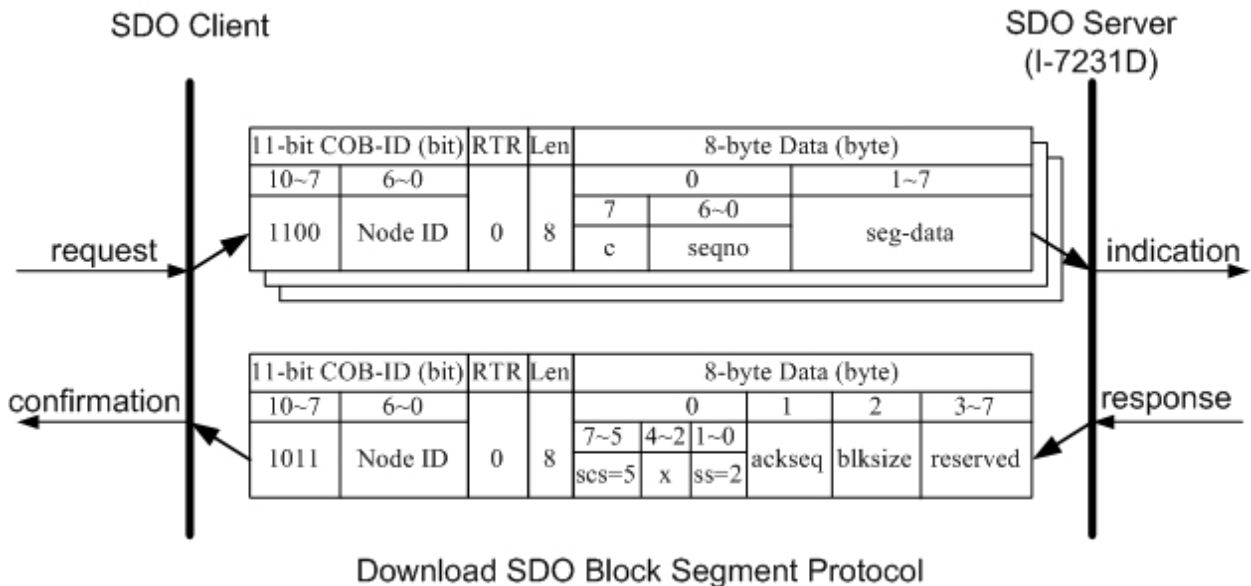 SDO Client
SDO Server
(I-7231D)
11-bit COB-ID (bit) RTR Len 8-byte Data (byte)
10~7 6~0 0 1~7
7 6~0
request 1100 Node ID 0 8 c seqno seg-data indication
11-bit COB-ID (bit) RTR Len 8-byte Data (byte)
confirmation 10~7 6~0 0 1 2 3~7 response
7~5 4~2 1~0
1011 Node ID 0 8 scs=5 x ss=2 ackseq blksize reserved
Download SDO Block Segment Protocol